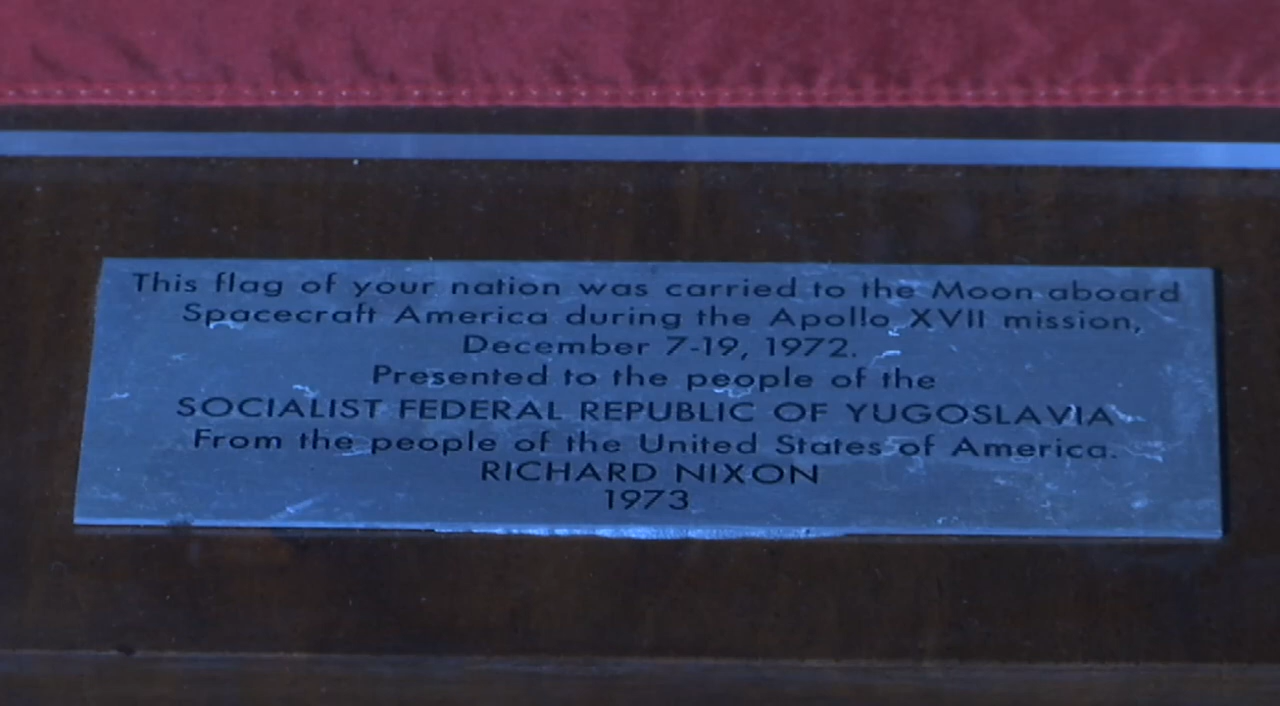 This flag of your nation was carried to the Moon aboard
Spacecraft America during the Apollo XVII mission,
December 7-19, 1972.
Presented to the people of the
SOCIALIST FEDERAL REPUBLIC OF YUGOSLAVIA
From the people of the United States of America.
RICHARD NIXON
1973